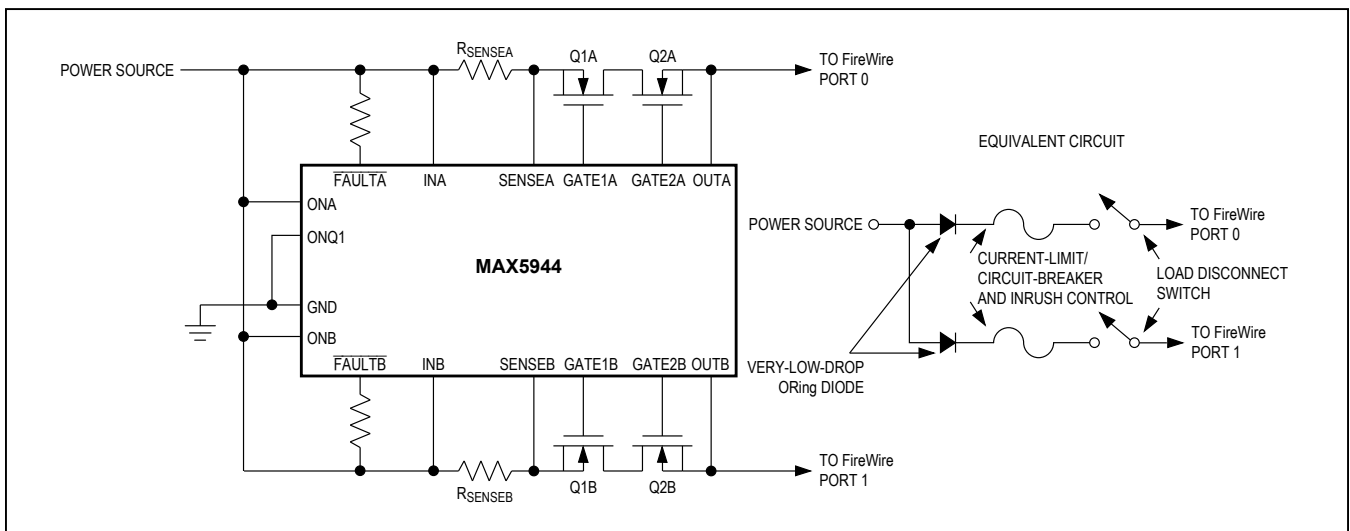 RSENSEA
Q1A
Q2A
TO FireWire
PORT 0
POWER SOURCE
FAULTA
INA
SENSEA
GATE1A
GATE2A
OUTA
ONA
ONQ1
MAX5944
GND
ONB
FAULTB
INB
SENSEB
GATE1B
GATE2B
OUTB
RSENSEB
Q1B
Q2B
TO FireWire
PORT 1
EQUIVALENT CIRCUIT
POWER SOURCE
TO FireWire
PORT 0
CURRENT-LIMIT/
CIRCUIT-BREAKER
AND INRUSH CONTROL
LOAD DISCONNECT
SWITCH
TO FireWire
PORT 1
VERY-LOW-DROP
ORing DIODE